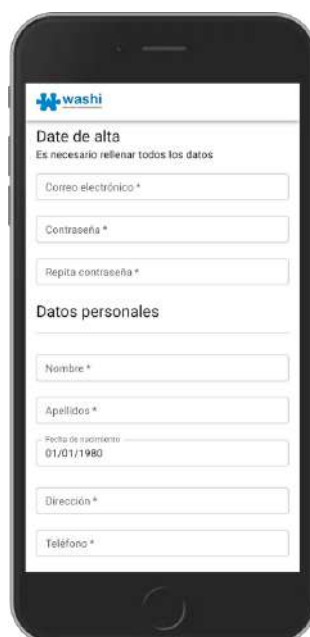 washi
Date de alta
Es necesario rellenar todos los datos
Correo electrónico *
Contraseña *
Repita contraseña *
Datos personales
Nombre *
Apellidos *
Fecha de nacimiento
01/01/1980
Dirección *
Teléfono *